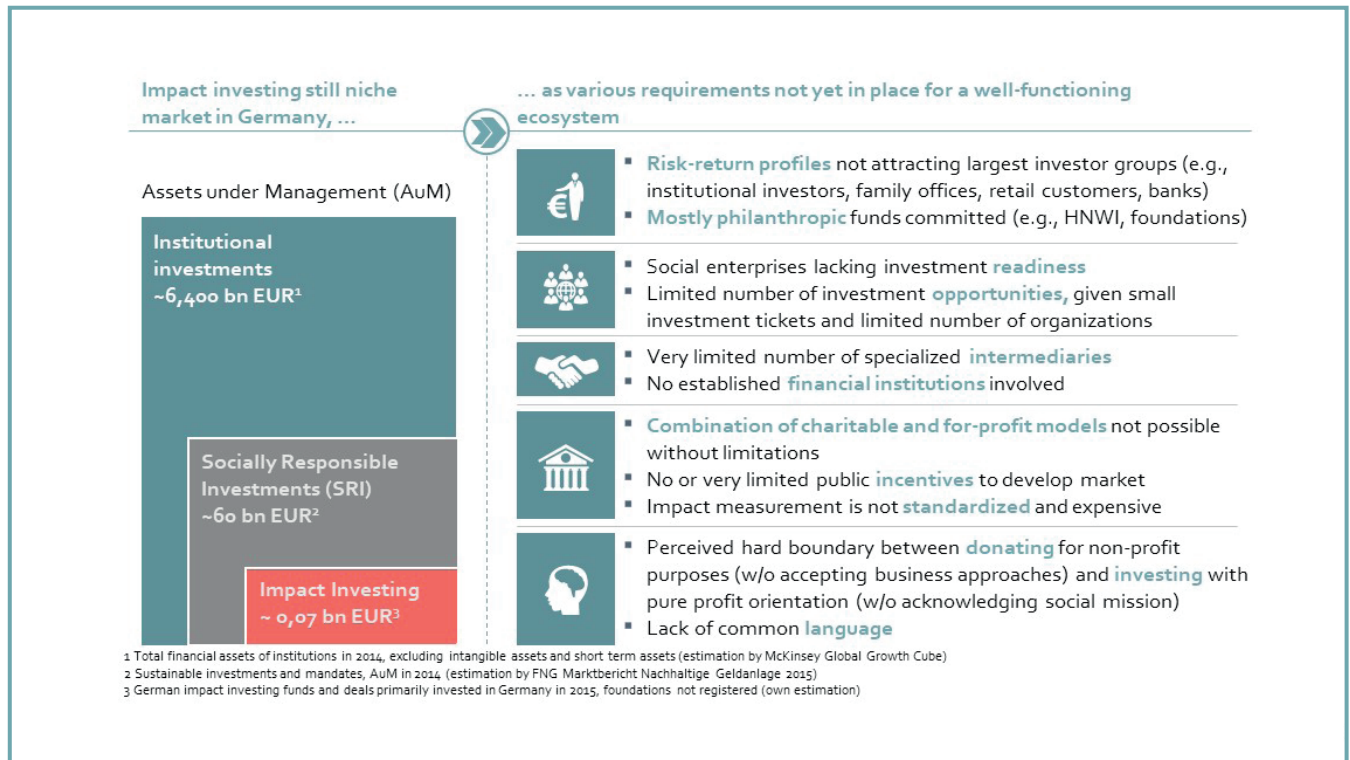 Impact investing still niche
market in Germany, ...
... as various requirements not yet in place for a well-functioning
ecosystem
Assets under Management (AuM)
Institutional
investments
~6,400 bn EUR¹
Socially Responsible
Investments (SRI)
~60 bn EUR²
Impact Investing
~ 0,07 bn EUR³
€
▪ Risk-return profiles not attracting largest investor groups (e.g.,
institutional investors, family offices, retail customers, banks)
▪ Mostly philanthropic funds committed (e.g., HNWI, foundations)
▪ Social enterprises lacking investment readiness
▪ Limited number of investment opportunities, given small
investment tickets and limited number of organizations
▪ Very limited number of specialized intermediaries
▪ No established financial institutions involved
▪ Combination of charitable and for-profit models not possible
without limitations
▪ No or very limited public incentives to develop market
▪ Impact measurement is not standardized and expensive
▪ Perceived hard boundary between donating for non-profit
purposes (w/o accepting business approaches) and investing with
pure profit orientation (w/o acknowledging social mission)
▪ Lack of common language
1 Total financial assets of institutions in 2014, excluding intangible assets and short term assets (estimation by McKinsey Global Growth Cube)
2 Sustainable investments and mandates, AuM in 2014 (estimation by FNG Marktbericht Nachhaltige Geldanlage 2015)
3 German impact investing funds and deals primarily invested in Germany in 2015, foundations not registered (own estimation)